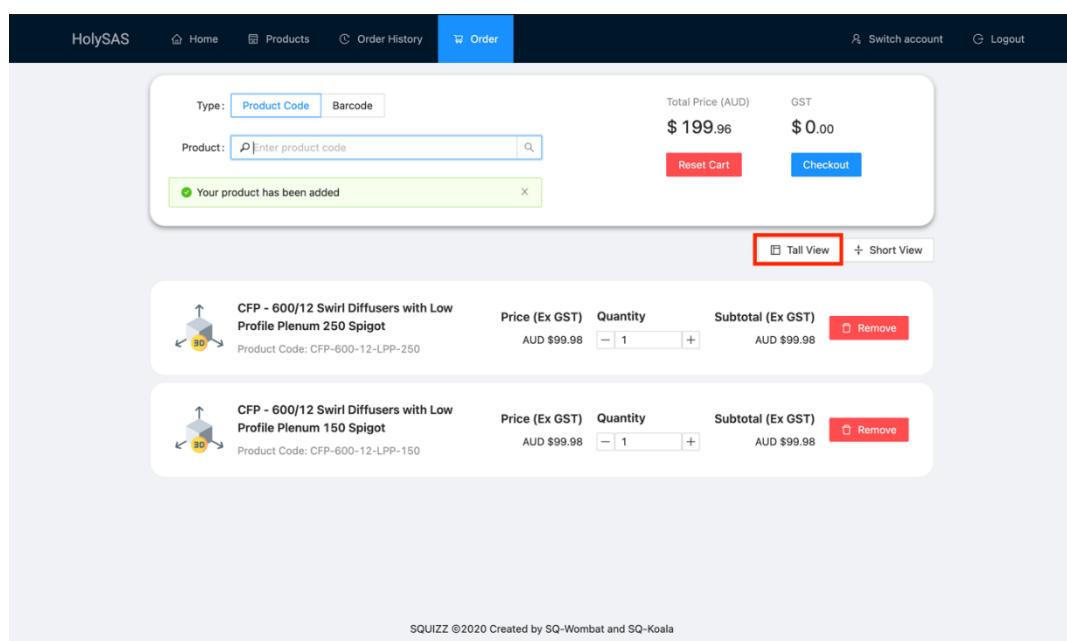 HolySAS Home Products Order History Order Switch account Logout
Type: Product Code Barcode
Total Price (AUD) GST
$ 199.96 $ 0.00
Product: Enter product code
Reset Cart Checkout
Your product has been added
Tall View Short View
CFP - 600/12 Swirl Diffusers with Low
Profile Plenum 250 Spigot
Product Code: CFP-600-12-LPP-250
Price (Ex GST) Quantity Subtotal (Ex GST)
AUD $99.98 1 AUD $99.98
Remove
3D
CFP - 600/12 Swirl Diffusers with Low
Profile Plenum 150 Spigot
Product Code: CFP-600-12-LPP-150
Price (Ex GST) Quantity Subtotal (Ex GST)
AUD $99.98 1 AUD $99.98
Remove
3D
SQUIZZ ©2020 Created by SQ-Wombat and SQ-Koala